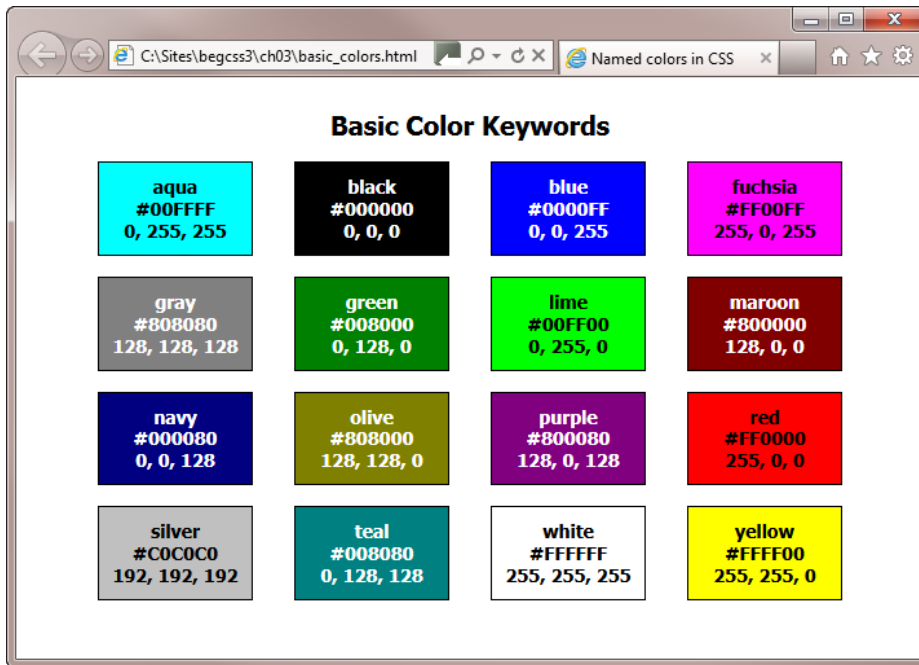 C:\Sites\begcss3\ch03\basic_colors.html
Named colors in CSS
Basic Color Keywords
aqua
#00FFFF
0, 255, 255
black
#000000
0, 0, 0
blue
#0000FF
0, 0, 255
fuchsia
#FF00FF
255, 0, 255
gray
#808080
128, 128, 128
green
#008000
0, 128, 0
lime
#00FF00
0, 255, 0
maroon
#800000
128, 0, 0
navy
#000080
0, 0, 128
olive
#808000
128, 128, 0
purple
#800080
128, 0, 128
red
#FF0000
255, 0, 0
silver
#C0C0C0
192, 192, 192
teal
#008080
0, 128, 128
white
#FFFFFF
255, 255, 255
yellow
#FFFF00
255, 255, 0